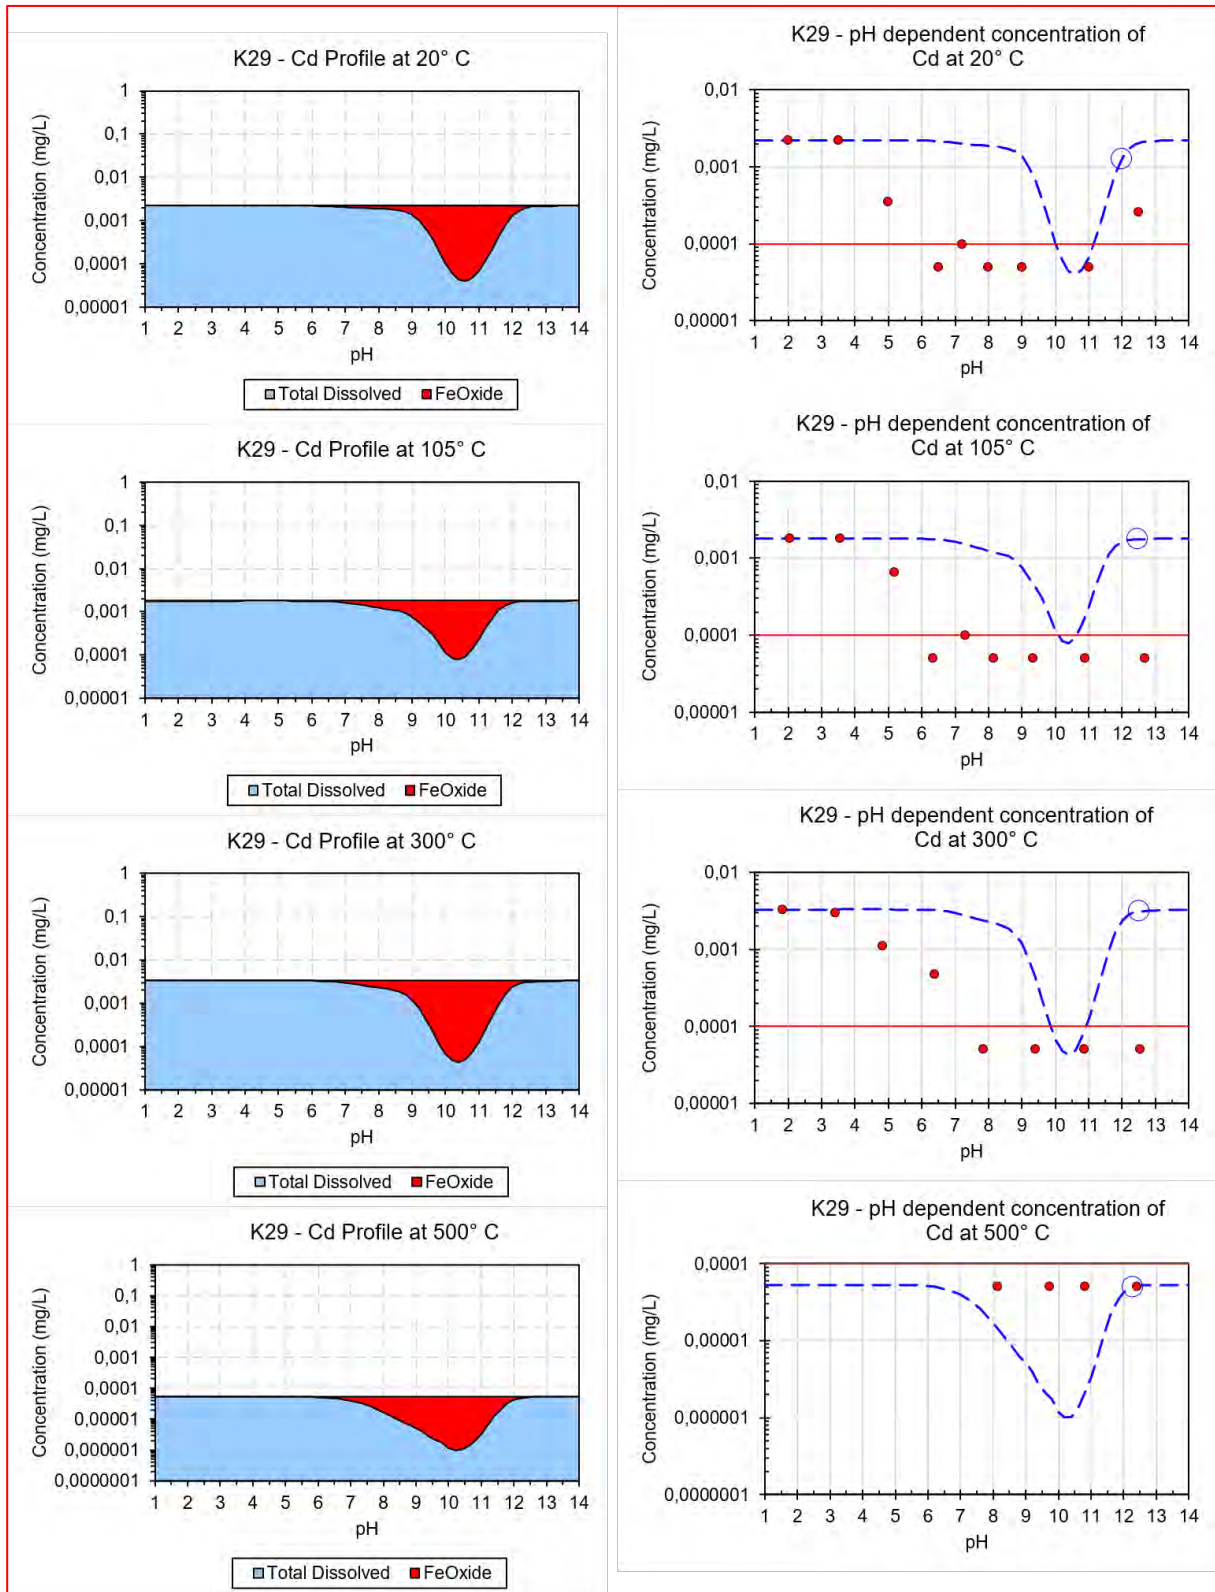 K29 - Cd Profile at 20° C
Concentration (mg/L)
1
0,1
0,01
0,001
0,0001
0,00001
1 2 3 4 5 6 7 8 9 10 11 12 13 14
pH
Total Dissolved FeOxide
K29 - pH dependent concentration of
Cd at 20° C
Concentration (mg/L)
0,01
0,001
0,0001
0,00001
1 2 3 4 5 6 7 8 9 10 11 12 13 14
pH
K29 - Cd Profile at 105° C
Concentration (mg/L)
1
0,1
0,01
0,001
0,0001
0,00001
1 2 3 4 5 6 7 8 9 10 11 12 13 14
pH
Total Dissolved FeOxide
K29 - pH dependent concentration of
Cd at 105° C
Concentration (mg/L)
0,01
0,001
0,0001
0,00001
1 2 3 4 5 6 7 8 9 10 11 12 13 14
pH
K29 - Cd Profile at 300° C
Concentration (mg/L)
1
0,1
0,01
0,001
0,0001
0,00001
1 2 3 4 5 6 7 8 9 10 11 12 13 14
pH
Total Dissolved FeOxide
K29 - pH dependent concentration of
Cd at 300° C
Concentration (mg/L)
0,01
0,001
0,0001
0,00001
1 2 3 4 5 6 7 8 9 10 11 12 13 14
pH
K29 - Cd Profile at 500° C
Concentration (mg/L)
1
0,1
0,01
0,001
0,0001
0,00001
0,000001
0,0000001
1 2 3 4 5 6 7 8 9 10 11 12 13 14
pH
Total Dissolved FeOxide
K29 - pH dependent concentration of
Cd at 500° C
Concentration (mg/L)
0,0001
0,00001
0,000001
0,0000001
1 2 3 4 5 6 7 8 9 10 11 12 13 14
pH